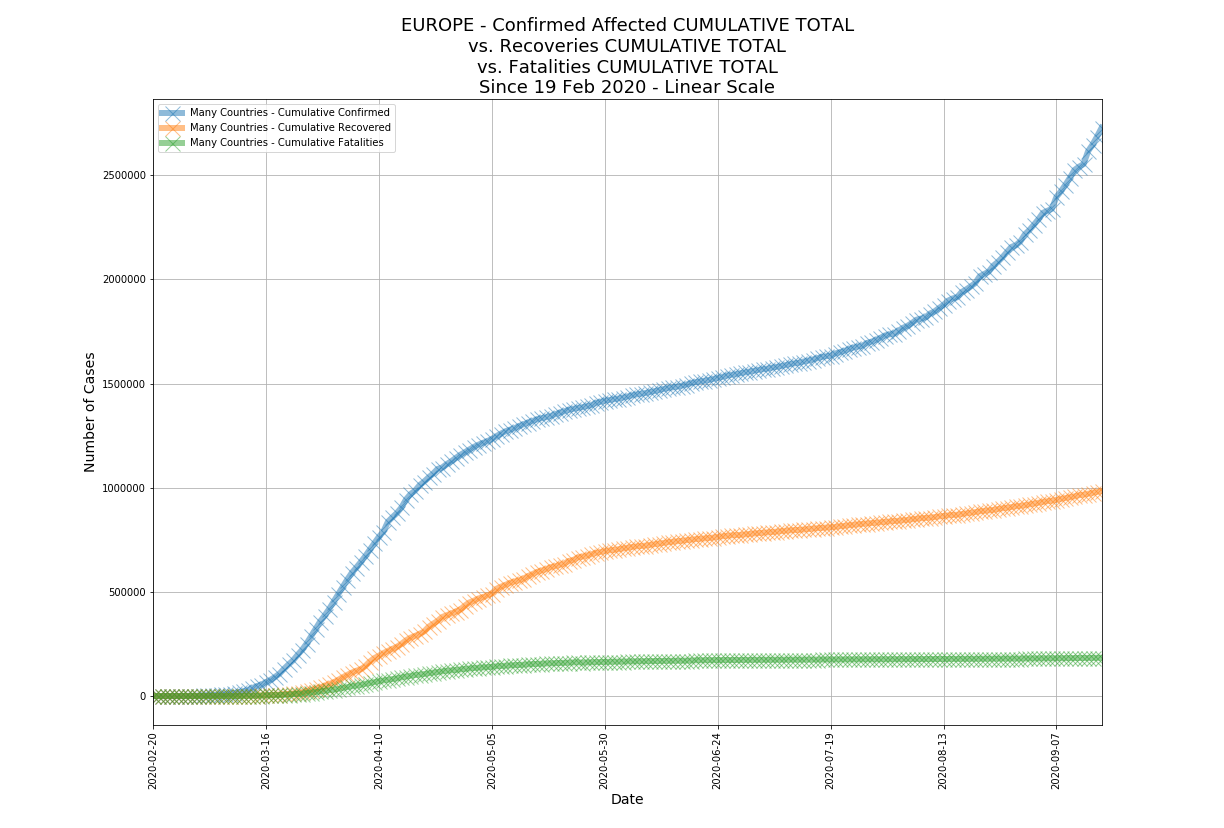 EUROPE - Confirmed Affected CUMULATIVE TOTAL
vs. Recoveries CUMULATIVE TOTAL
vs. Fatalities CUMULATIVE TOTAL
Since 19 Feb 2020 - Linear Scale
Many Countries - Cumulative Confirmed
Many Countries - Cumulative Recovered
Many Countries - Cumulative Fatalities
Number of Cases
2500000
2000000
1500000
1000000
500000
0
2020-02-20
2020-03-16
2020-04-10
2020-05-05
2020-05-30
2020-06-24
2020-07-19
2020-08-13
2020-09-07
Date